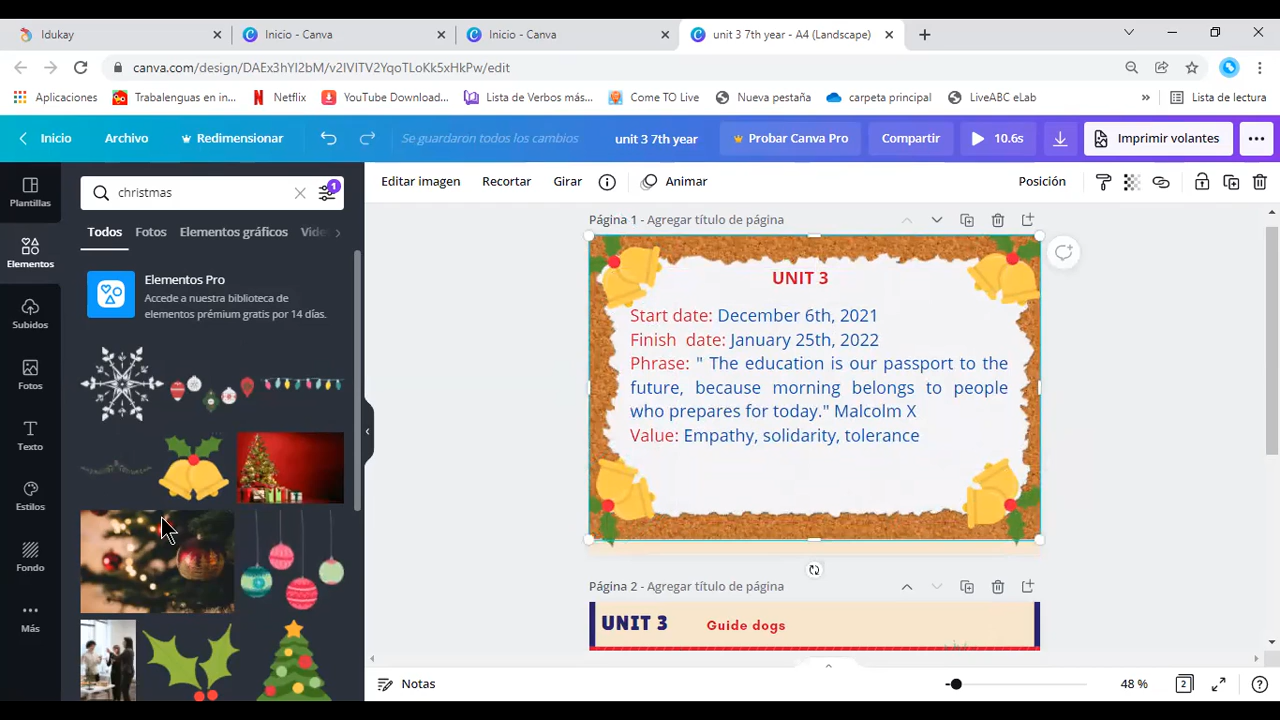 Idukay
Inicio - Canva
Inicio - Canva
unit 3 7th year - A4 (Landscape)
canva.com/design/DAEx3hYI2bM/v2IVITV2YqoTLoKk5xHkPw/edit
Aplicaciones
Trabalenguas en in...
Netflix
YouTube Download...
Lista de Verbos más...
Come TO Live
Nueva pestaña
carpeta principal
LiveABC eLab
»
Lista de lectura
Inicio
Archivo
Redimensionar
Se guardaron todos los cambios
unit 3 7th year
Probar Canva Pro
Compartir
10.6s
Imprimir volantes
Plantillas
Elementos
Subidos
Fotos
Texto
Estilos
Fondo
Más
christmas
1
Todos
Fotos
Elementos gráficos
Elementos Pro
Accede a nuestra biblioteca de
elementos prémium gratis por 14 días.
Editar imagen
Recortar
Girar
Animar
Posición
Página 1 - Agregar título de página
UNIT 3
Start date: December 6th, 2021
Finish date: January 25th, 2022
Phrase: " The education is our passport to the
future, because morning belongs to people
who prepares for today." Malcolm X
Value: Empathy, solidarity, tolerance
Página 2 - Agregar título de página
UNIT 3
Guide dogs
Notas
48 %
2